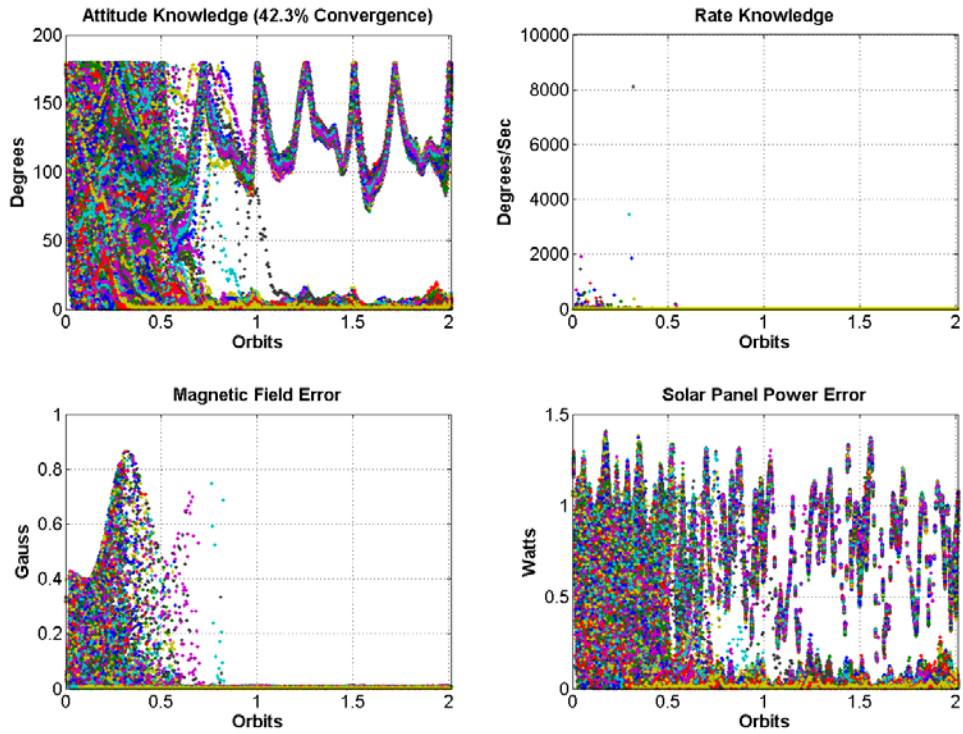 Attitude Knowledge (42.3% Convergence)
200
150
100
50
0
Degrees
0 0.5 1 1.5 2
Orbits
Rate Knowledge
10000
8000
6000
4000
2000
0
Degrees/Sec
0 0.5 1 1.5 2
Orbits
Magnetic Field Error
1
0.8
0.6
0.4
0.2
0
Gauss
0 0.5 1 1.5 2
Orbits
Solar Panel Power Error
1.5
1
0.5
0
Watts
0 0.5 1 1.5 2
Orbits